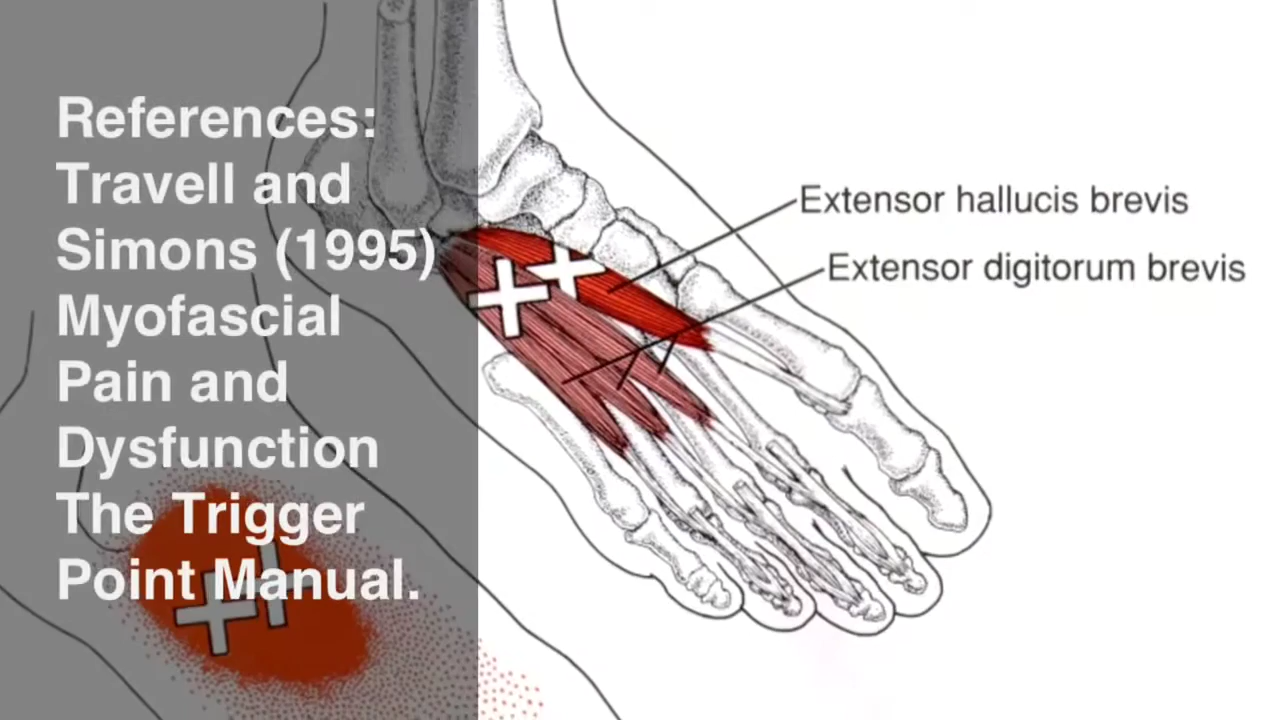 References:
Travell and
Simons (1995)
Myofascial
Pain and
Dysfunction
The Trigger
Point Manual.
Extensor hallucis brevis
Extensor digitorum brevis